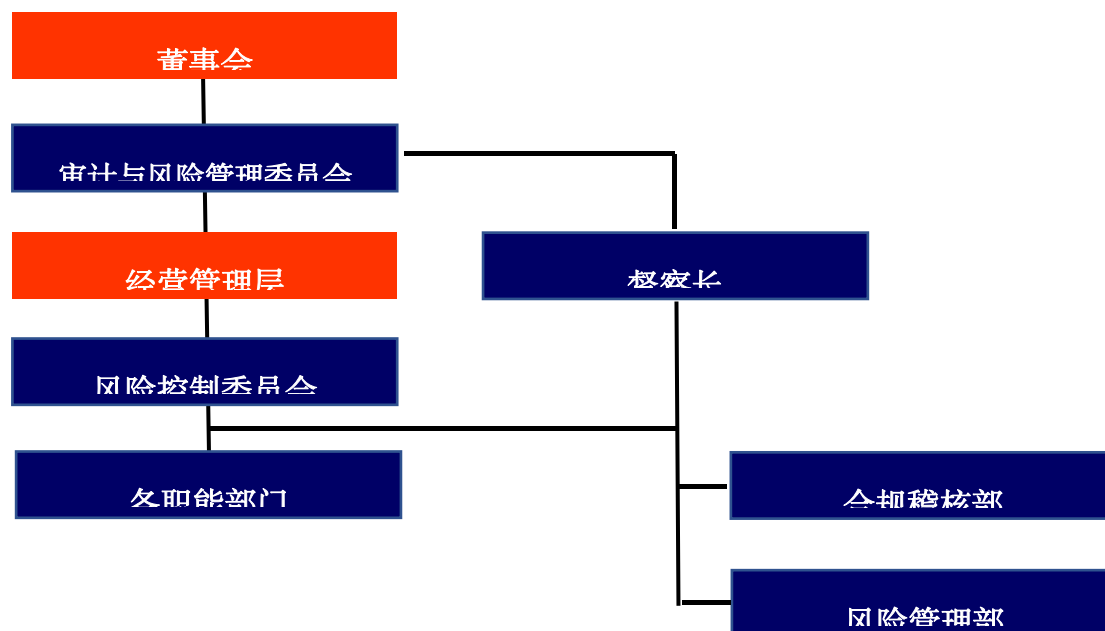 董事会
审计与风险管理委员会
经营管理层
督察长
风险控制委员会
各职能部门
合规稽核部
风险管理部